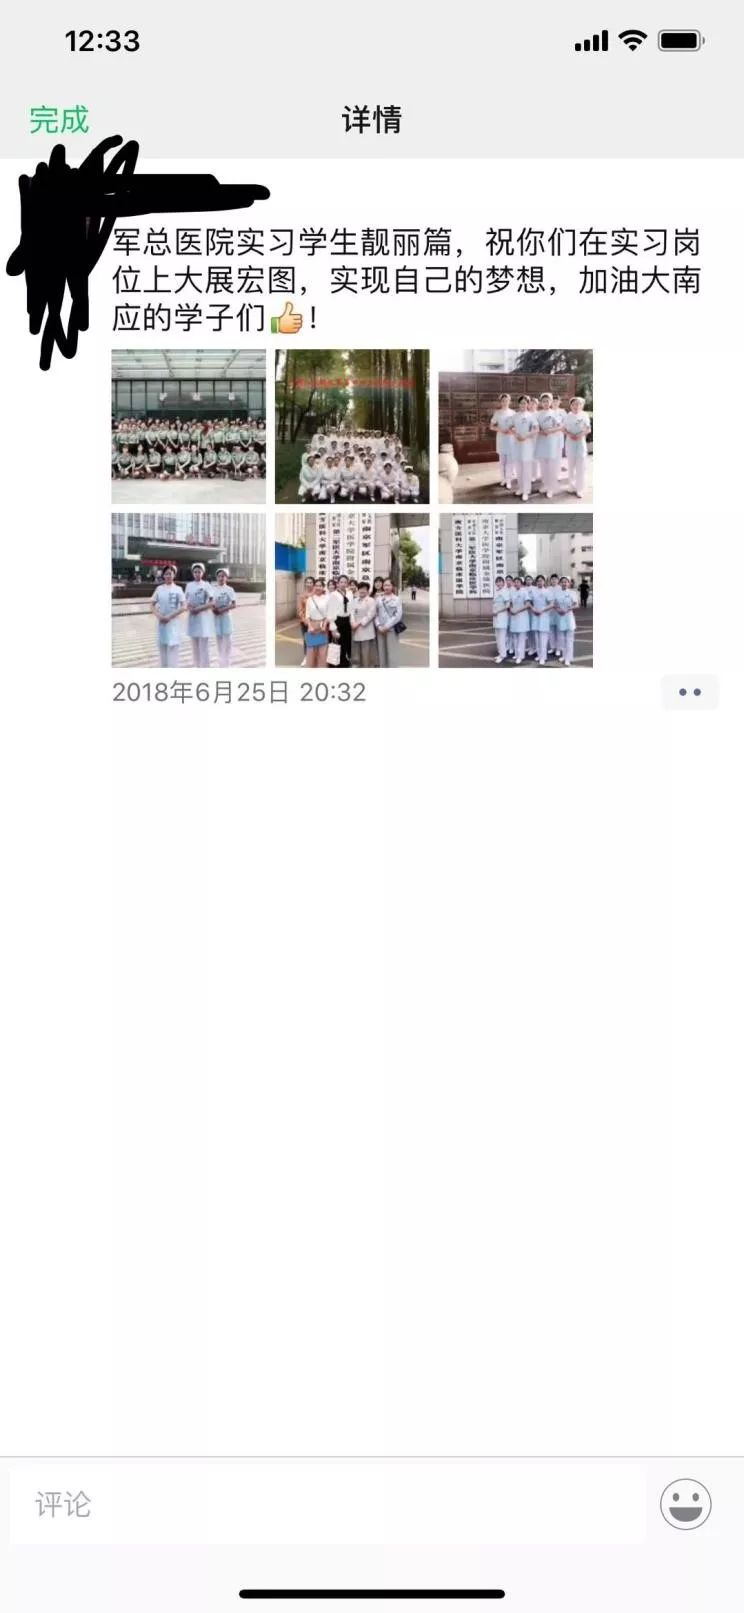 12:33
完成
详情
军总医院实习学生靓丽篇，祝你们在实习岗
位上大展宏图，实现自己的梦想，加油大南
应的学子们👍！
2018年6月25日 20:32
评论